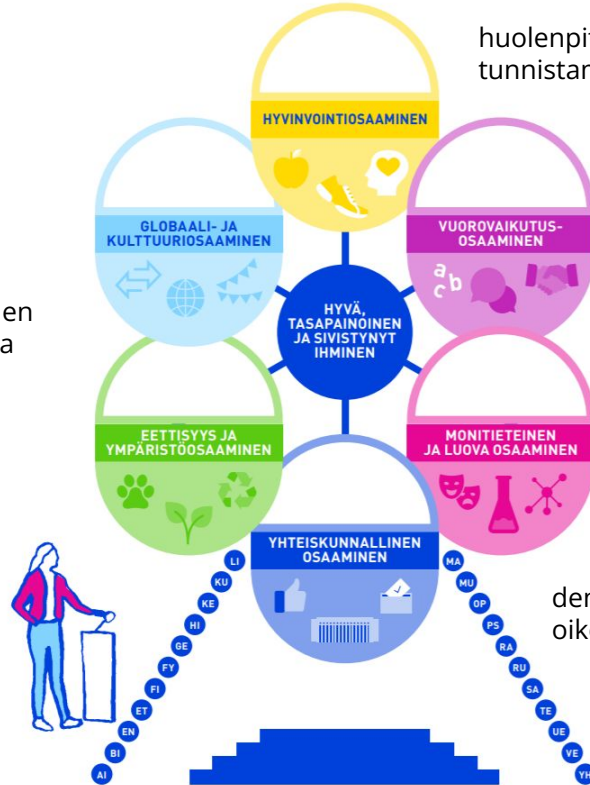 huolenpit
tunnistar
HYVINVOINTIOSAAMINEN
GLOBAALI- JA
KULTTUURIOSAAMINEN
VUOROVAIKUTUS-
OSAAMINEN
a
b
c
en
a
HYVÄ,
TASAPAINOINEN
JA SIVISTYNYT
IHMINEN
EETTISYYS JA
YMPÄRISTÖOSAAMINEN
MONITIETEINEN
JA LUOVA OSAAMINEN
YHTEISKUNNALLINEN
OSAAMINEN
LI
KU
KE
HI
GE
FY
FI
ET
EN
BI
AI
MA
MU
OP
PS
RA
RU
SA
TE
UE
VE
YH
der
oike